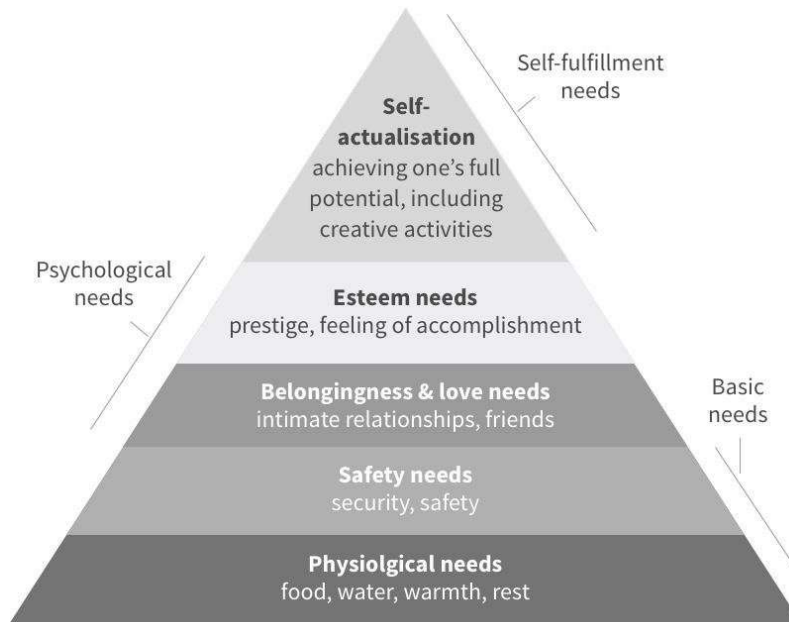 Self-fulfillment
needs
Self-
actualisation
achieving one’s full
potential, including
creative activities
Psychological
needs
Esteem needs
prestige, feeling of accomplishment
Belongingness & love needs
intimate relationships, friends
Basic
needs
Safety needs
security, safety
Physiolgical needs
food, water, warmth, rest